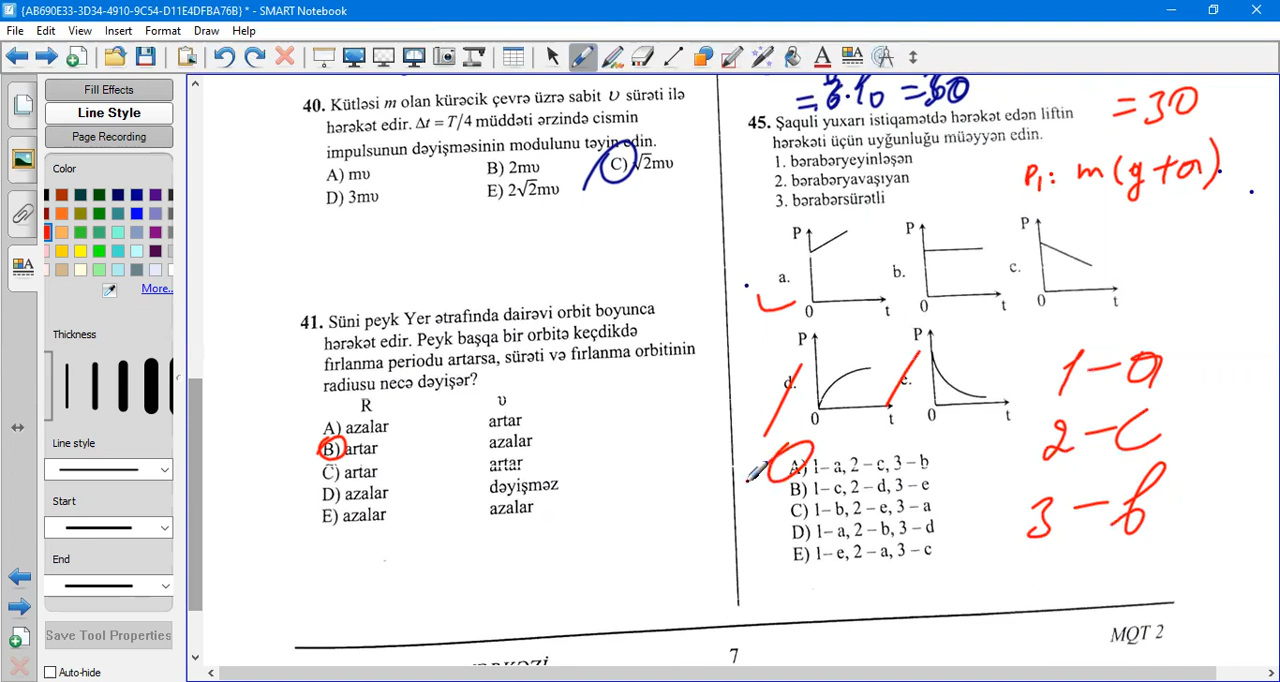 {AB690E33-3D34-4910-9C54-D11E4DFBA76B} * - SMART Notebook
File Edit View Insert Format Draw Help
Fill Effects
Line Style
Page Recording
Color
More...
Thickness
Line style
Start
End
Save Tool Properties
Auto-hide
40. Kütləsi m olan kürəcik çevrə üzrə sabit υ sürəti ilə
hərəkət edir. Δt = T/4 müddəti ərzində cismin
impulsunun dəyişməsinin modulunu təyin edin.
A) mυ B) 2mυ C) √2mυ
D) 3mυ E) 2√2mυ
41. Süni peyk Yer ətrafında dairəvi orbit boyunca
hərəkət edir. Peyk başqa bir orbitə keçdikdə
fırlanma periodu artarsa, sürəti və fırlanma orbitinin
radiusu necə dəyişər?
R υ
A) azalar artar
B) artar azalar
C) artar artar
D) azalar dəyişməz
E) azalar azalar
= 30
45. Şaquli yuxarı istiqamətdə hərəkət edən liftin
hərəkəti üçün uyğunluğu müəyyən edin.
1. bərabəryeyinləşən
2. bərabəryavaşıyan
3. bərabərsürətli
P₁: m(g+a)
P P P
a. b. c.
0 t 0 t 0 t
P P
d. e.
0 t 0 t
1 - a
2 - c
3 - b
A) 1– a, 2 – c, 3 – b
B) 1– c, 2 – d, 3 – e
C) 1– b, 2 – e, 3 – a
D) 1– a, 2 – b, 3 – d
E) 1– e, 2 – a, 3 – c
MQT 2
7